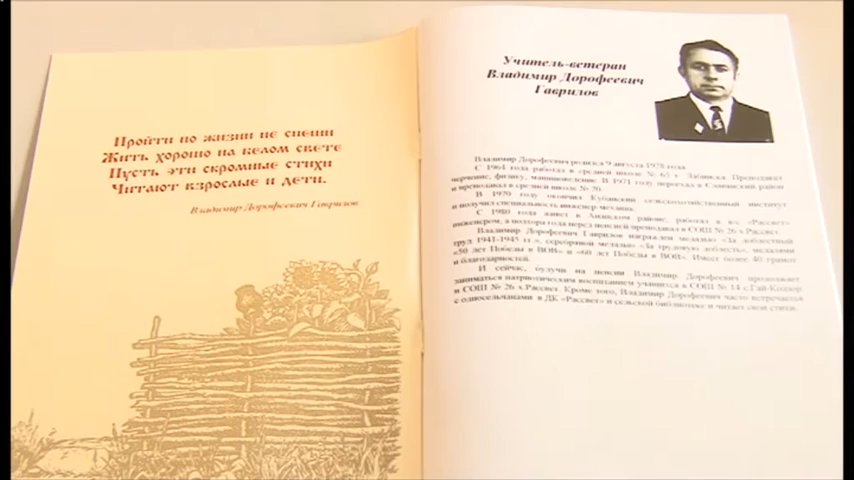 Пройти по жизни не спеши
Жить хорошо на белом свете
Пусть эти скромные стихи
Читают взрослые и дети.
Владимир Дорофеевич Гаврилов
Учитель-ветеран
Владимир Дорофеевич
Гаврилов
Владимир Дорофеевич родился 9 августа 1928 года.
С 1964 года работал в средней школе № г. Лабинска. Преподавал
черчение, физику, машиноведение. В 1971 году переехал в Славянский район
и преподавал в средней школе № 20.
В 1970 году окончил Кубанский сельскохозяйственный институт
и получил специальность инженер-механик.
С 1980 года живет в районе, работал в к/с «Рассвет»
инженером, а полтора года перед пенсией преподавал в СОШ № 26 х.Рассвет.
Владимир Дорофеевич Гаврилов награжден медалью «За доблестный
труд 1941-1945 гг.», серебряной медалью «За трудовую доблесть», медалями
«50 лет Победы в ВОВ» и «60 лет Победы в ВОВ». Имеет более 40 грамот
и благодарностей.
И сейчас, будучи на пенсии Владимир Дорофеевич продолжает
заниматься патриотическим воспитанием учащихся в СОШ № 14 с.Гай-Кодзор
и СОШ № 26 х.Рассвет. Кроме того, Владимир Дорофеевич часто встречается
с односельчанами в ДК «Рассвет» и сельской библиотеке и читает свои стихи.